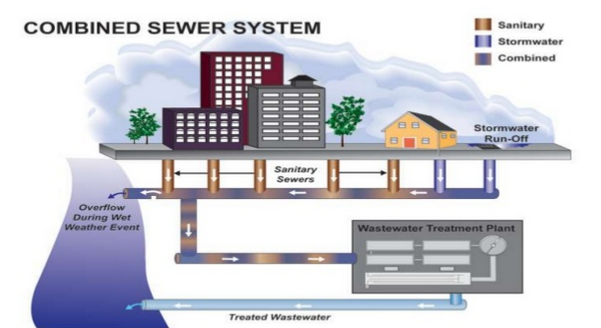 COMBINED SEWER SYSTEM
Sanitary
Stormwater
Combined
Stormwater
Run-Off
Sanitary
Sewers
Overflow
During Wet
Weather Event
Wastewater Treatment Plant
Treated Wastewater